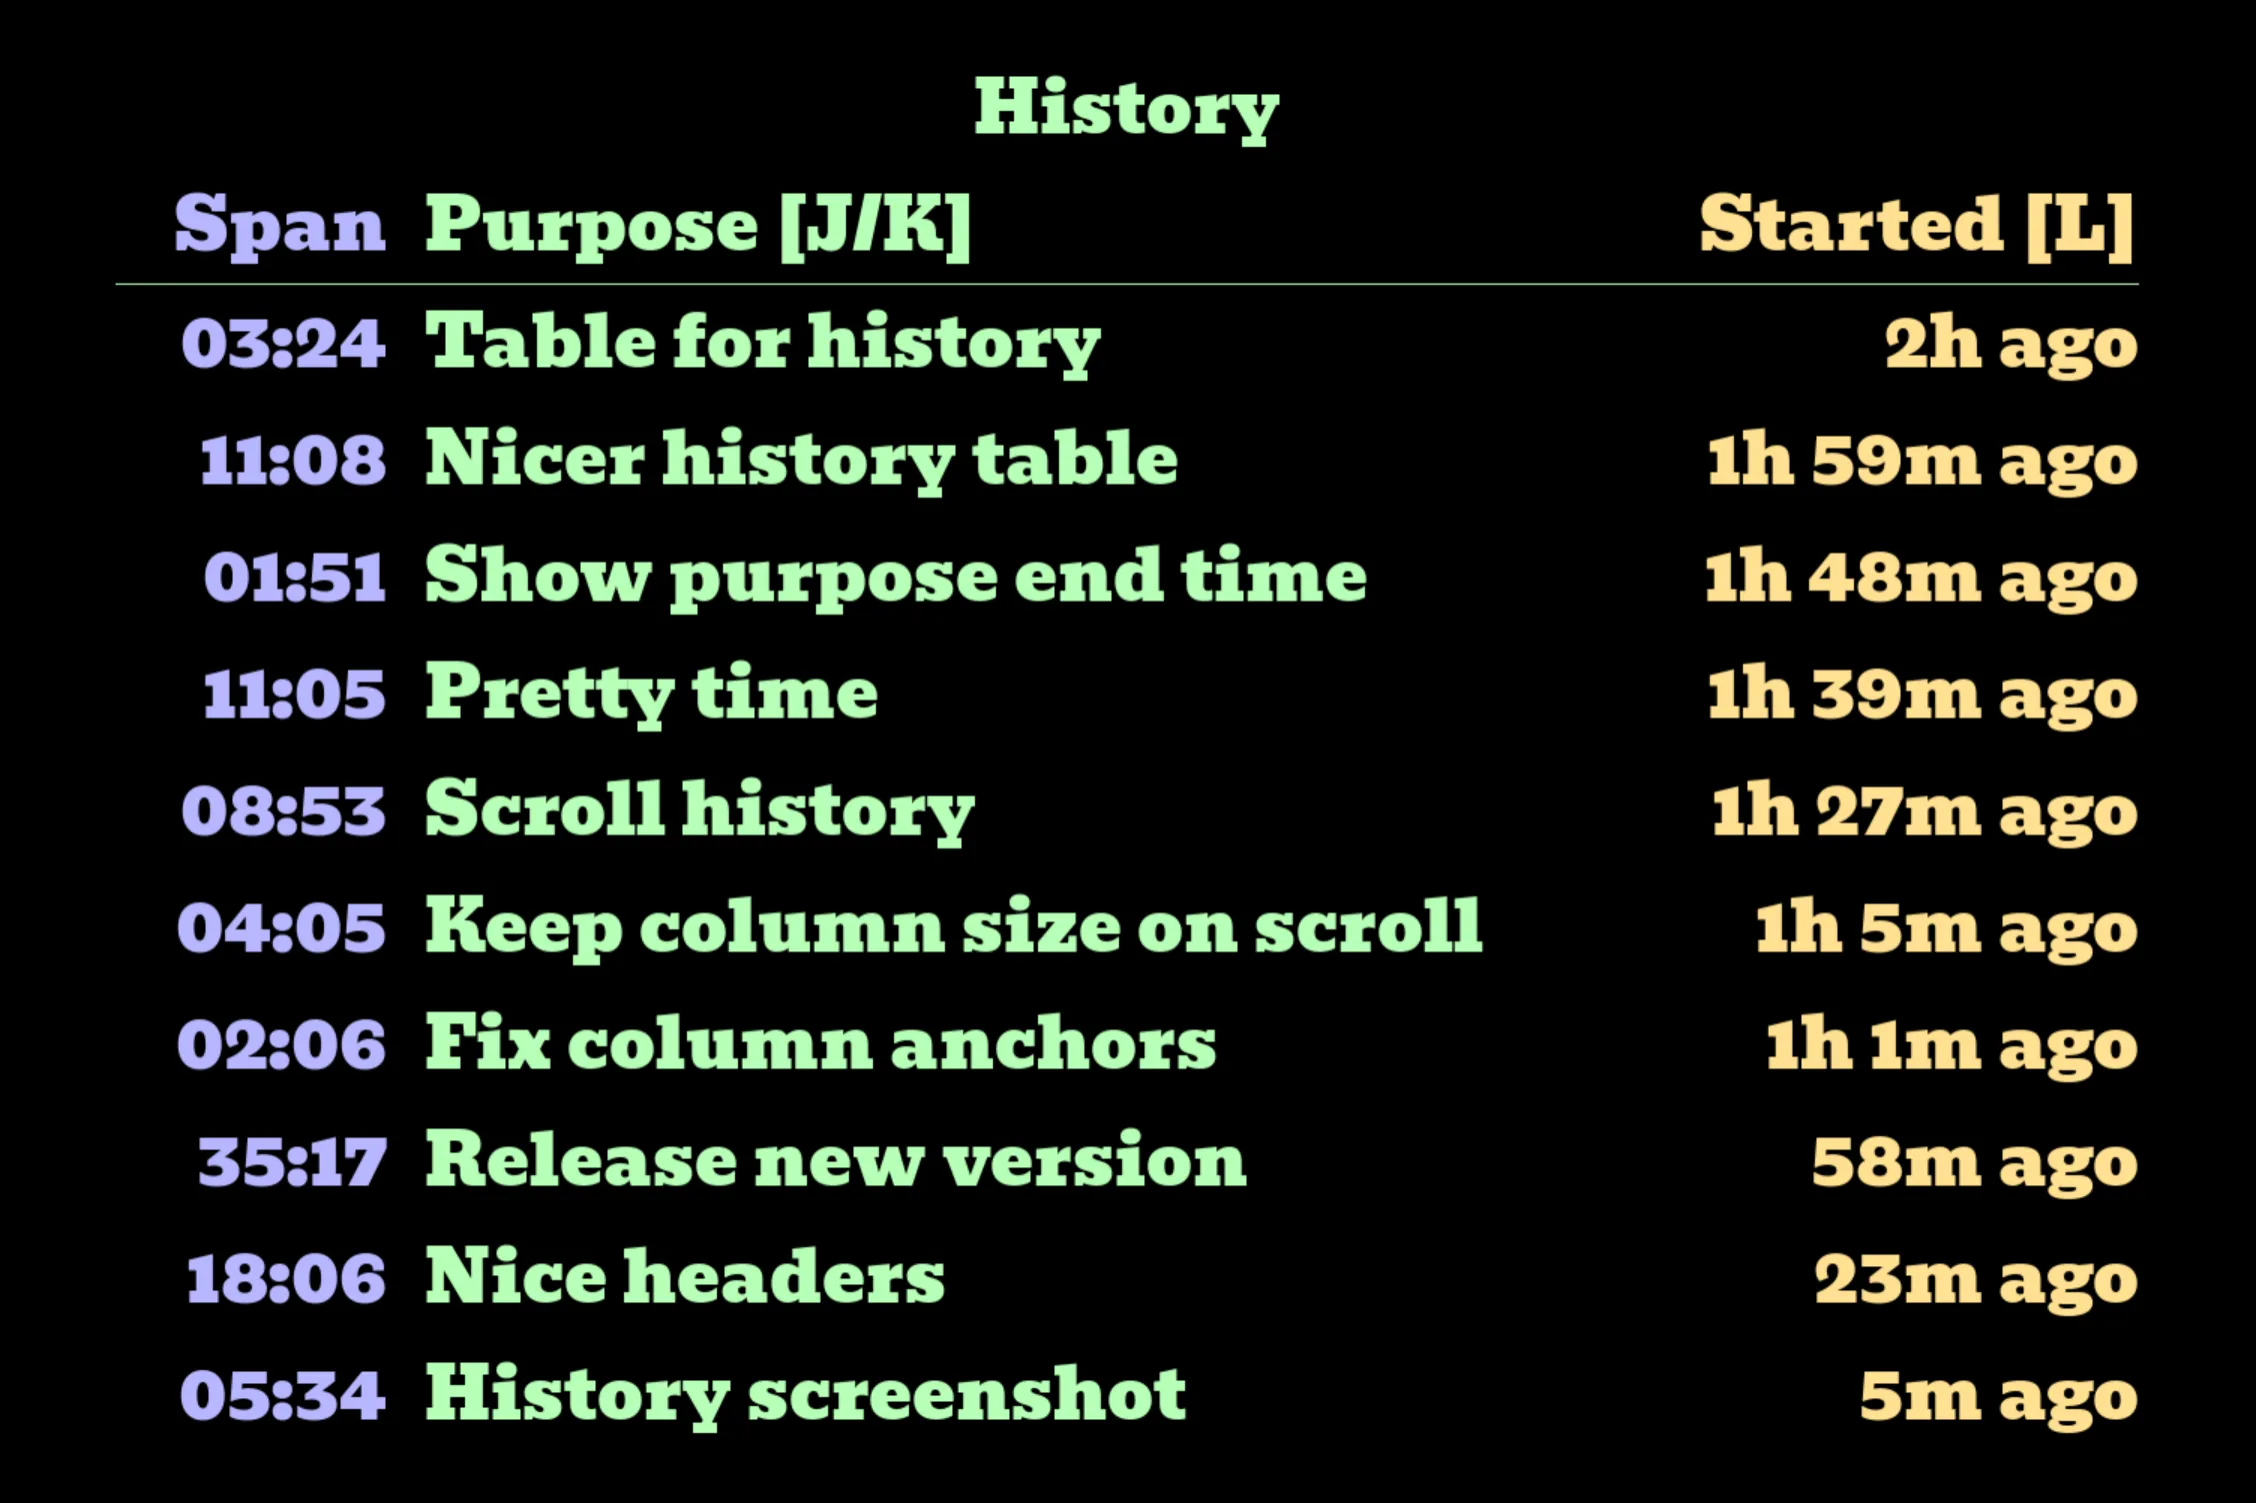 History
Span Purpose [J/K] Started [L]
03:24 Table for history 2h ago
11:08 Nicer history table 1h 59m ago
01:51 Show purpose end time 1h 48m ago
11:05 Pretty time 1h 39m ago
08:53 Scroll history 1h 27m ago
04:05 Keep column size on scroll 1h 5m ago
02:06 Fix column anchors 1h 1m ago
35:17 Release new version 58m ago
18:06 Nice headers 23m ago
05:34 History screenshot 5m ago